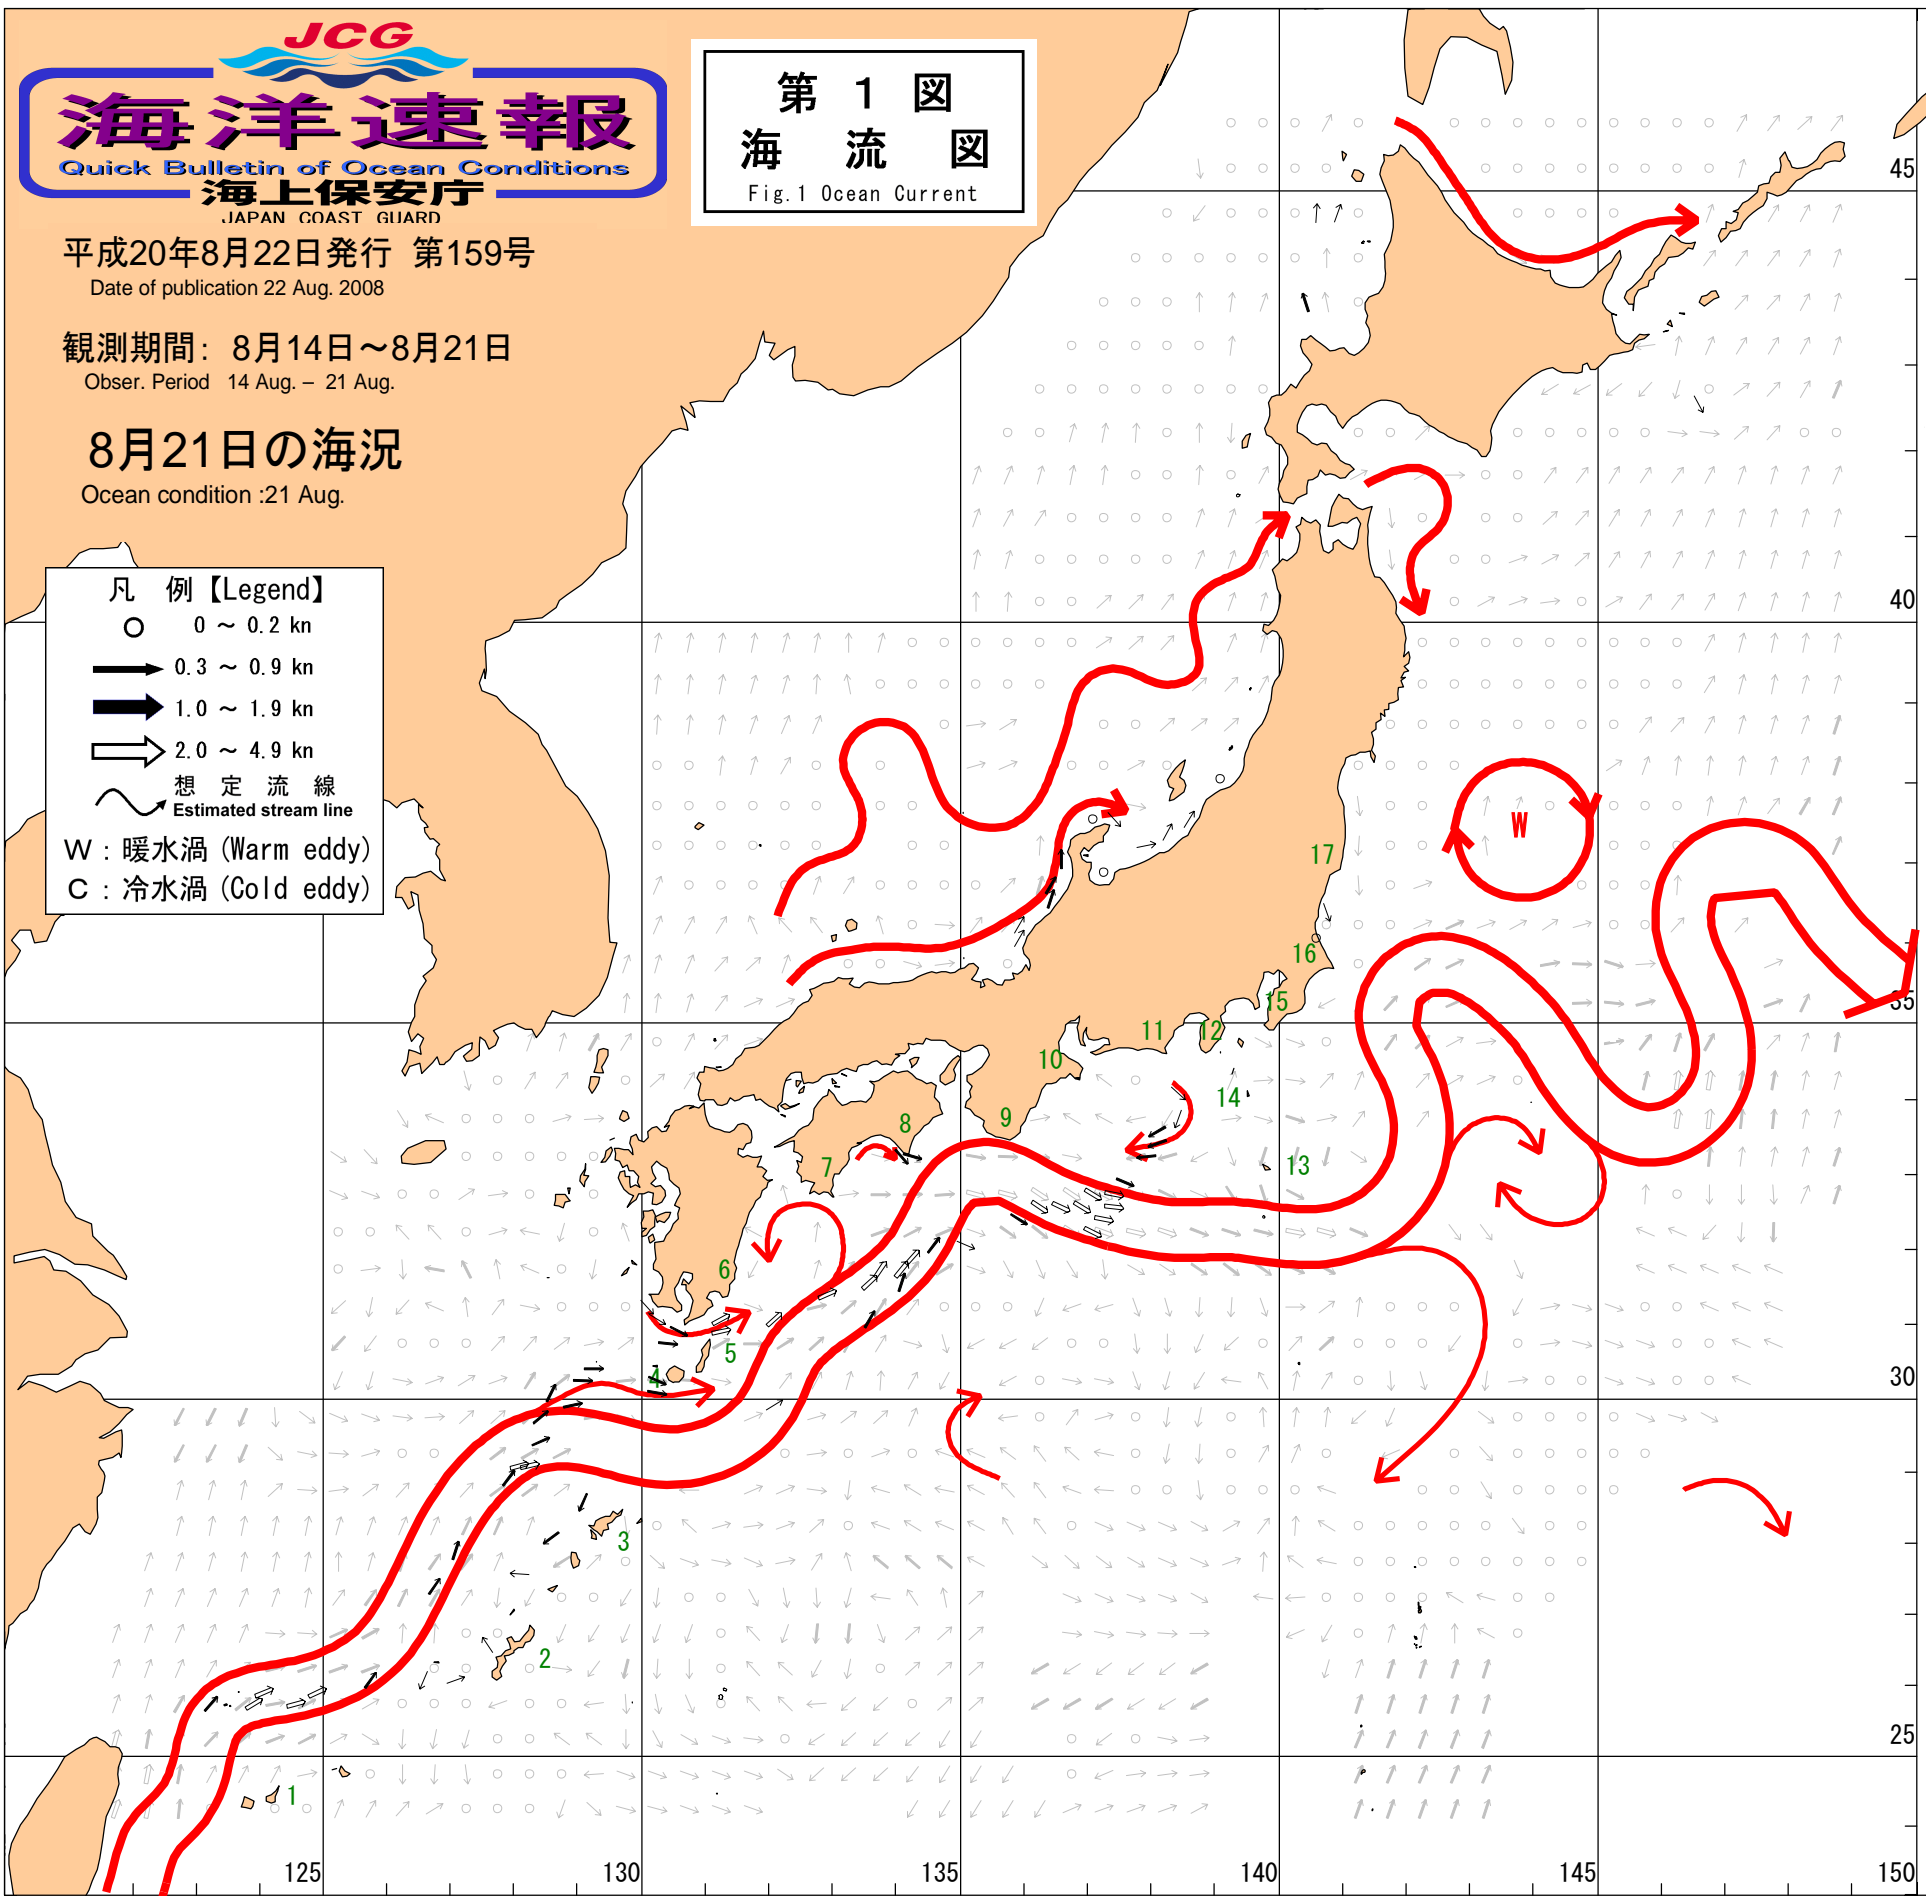 JCG
海洋速報
Quick Bulletin of Ocean Conditions
海上保安庁
JAPAN COAST GUARD
平成20年8月22日発行 第159号
Date of publication 22 Aug. 2008
観測期間： 8月14日～8月21日
Obser. Period 14 Aug. – 21 Aug.
8月21日の海況
Ocean condition :21 Aug.
第 1 図
海 流 図
Fig.1 Ocean Current
凡 例【Legend】
0 ～ 0.2 kn
0.3 ～ 0.9 kn
1.0 ～ 1.9 kn
2.0 ～ 4.9 kn
想 定 流 線
Estimated stream line
W：暖水渦 (Warm eddy)
C：冷水渦 (Cold eddy)
45
40
W
17
16
35
15
12
11
10
14
9
8
7
13
6
5
4
30
3
2
25
1
125
130
135
140
145
150